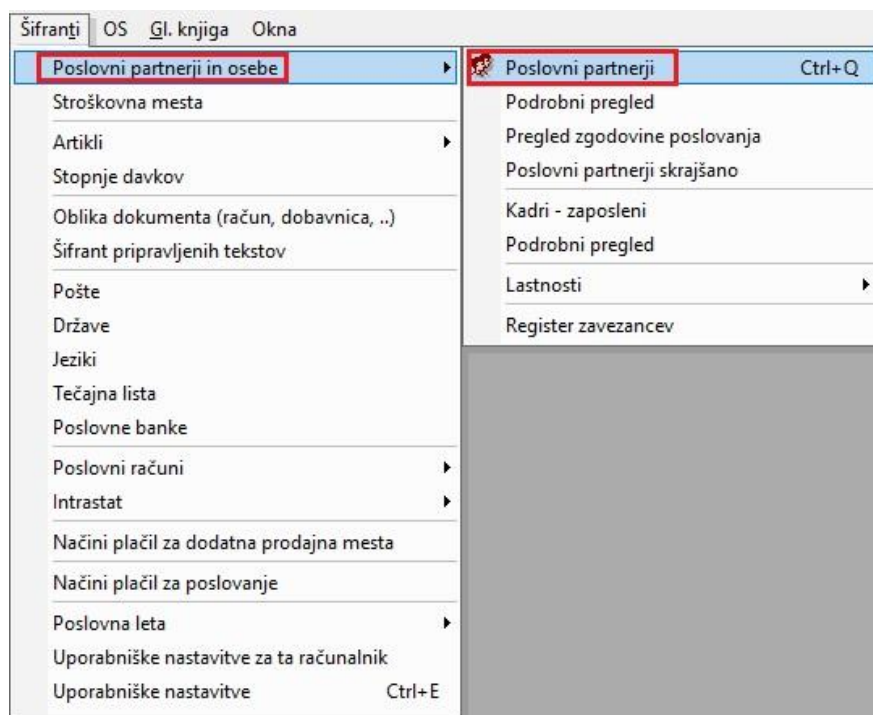 Šifranti OS Gl. knjiga Okna
Poslovni partnerji in osebe
Stroškovna mesta
Artikli
Stopnje davkov
Oblika dokumenta (račun, dobavnica, ..)
Šifrant pripravljenih tekstov
Pošte
Države
Jeziki
Tečajna lista
Poslovne banke
Poslovni računi
Intrastat
Načini plačil za dodatna prodajna mesta
Načini plačil za poslovanje
Poslovna leta
Uporabniške nastavitve za ta računalnik
Uporabniške nastavitve Ctrl+E
Poslovni partnerji Ctrl+Q
Podrobni pregled
Pregled zgodovine poslovanja
Poslovni partnerji skrajšano
Kadri - zaposleni
Podrobni pregled
Lastnosti
Register zavezancev